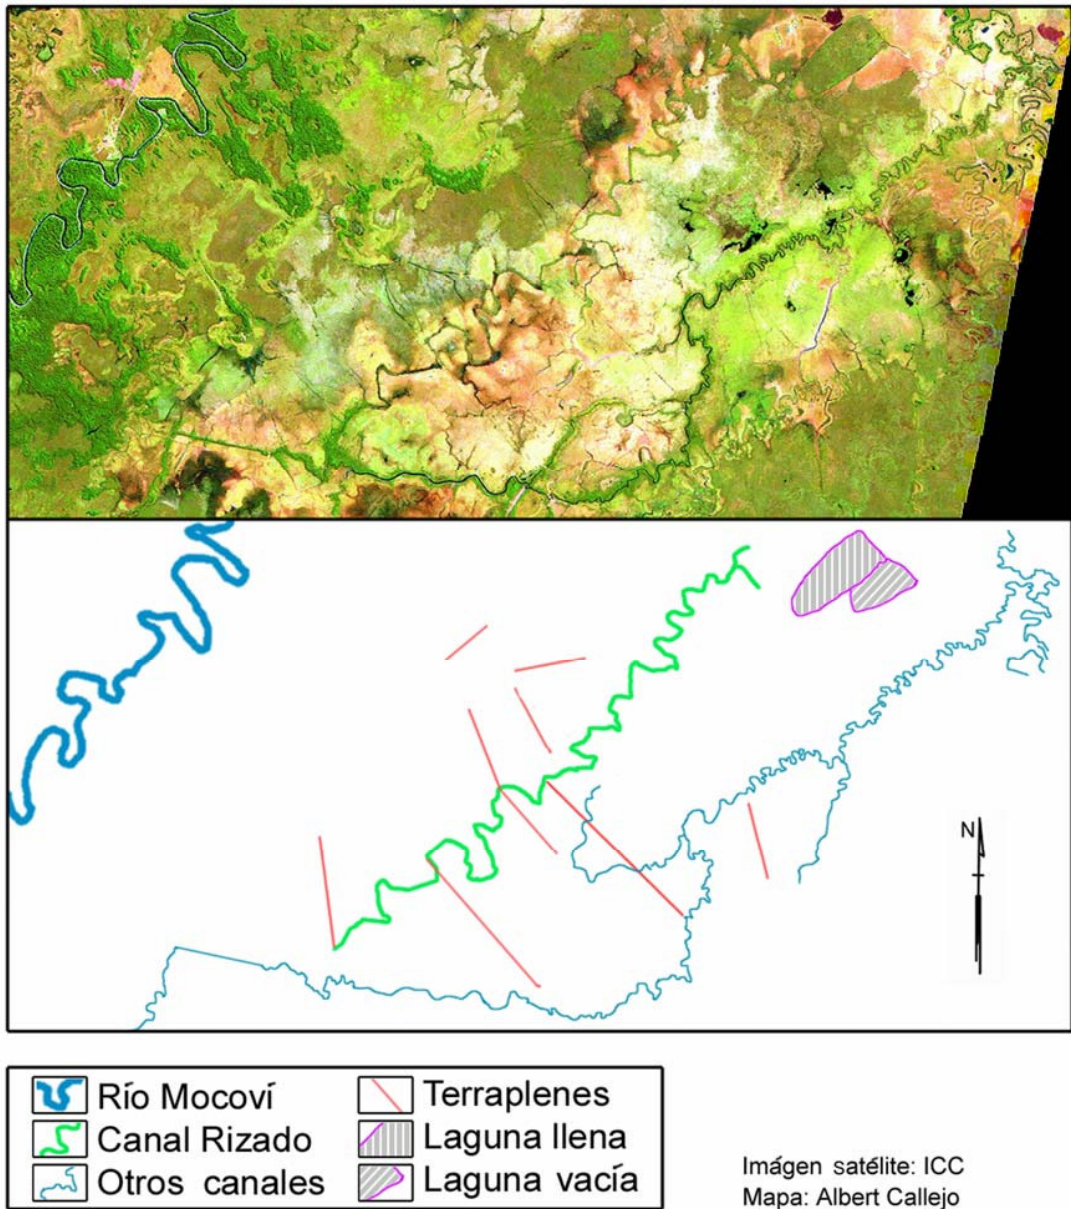 N
Río Mocoví
Canal Rizado
Otros canales
Terraplenes
Laguna llena
Laguna vacía
Imágen satélite: ICC
Mapa: Albert Callejo